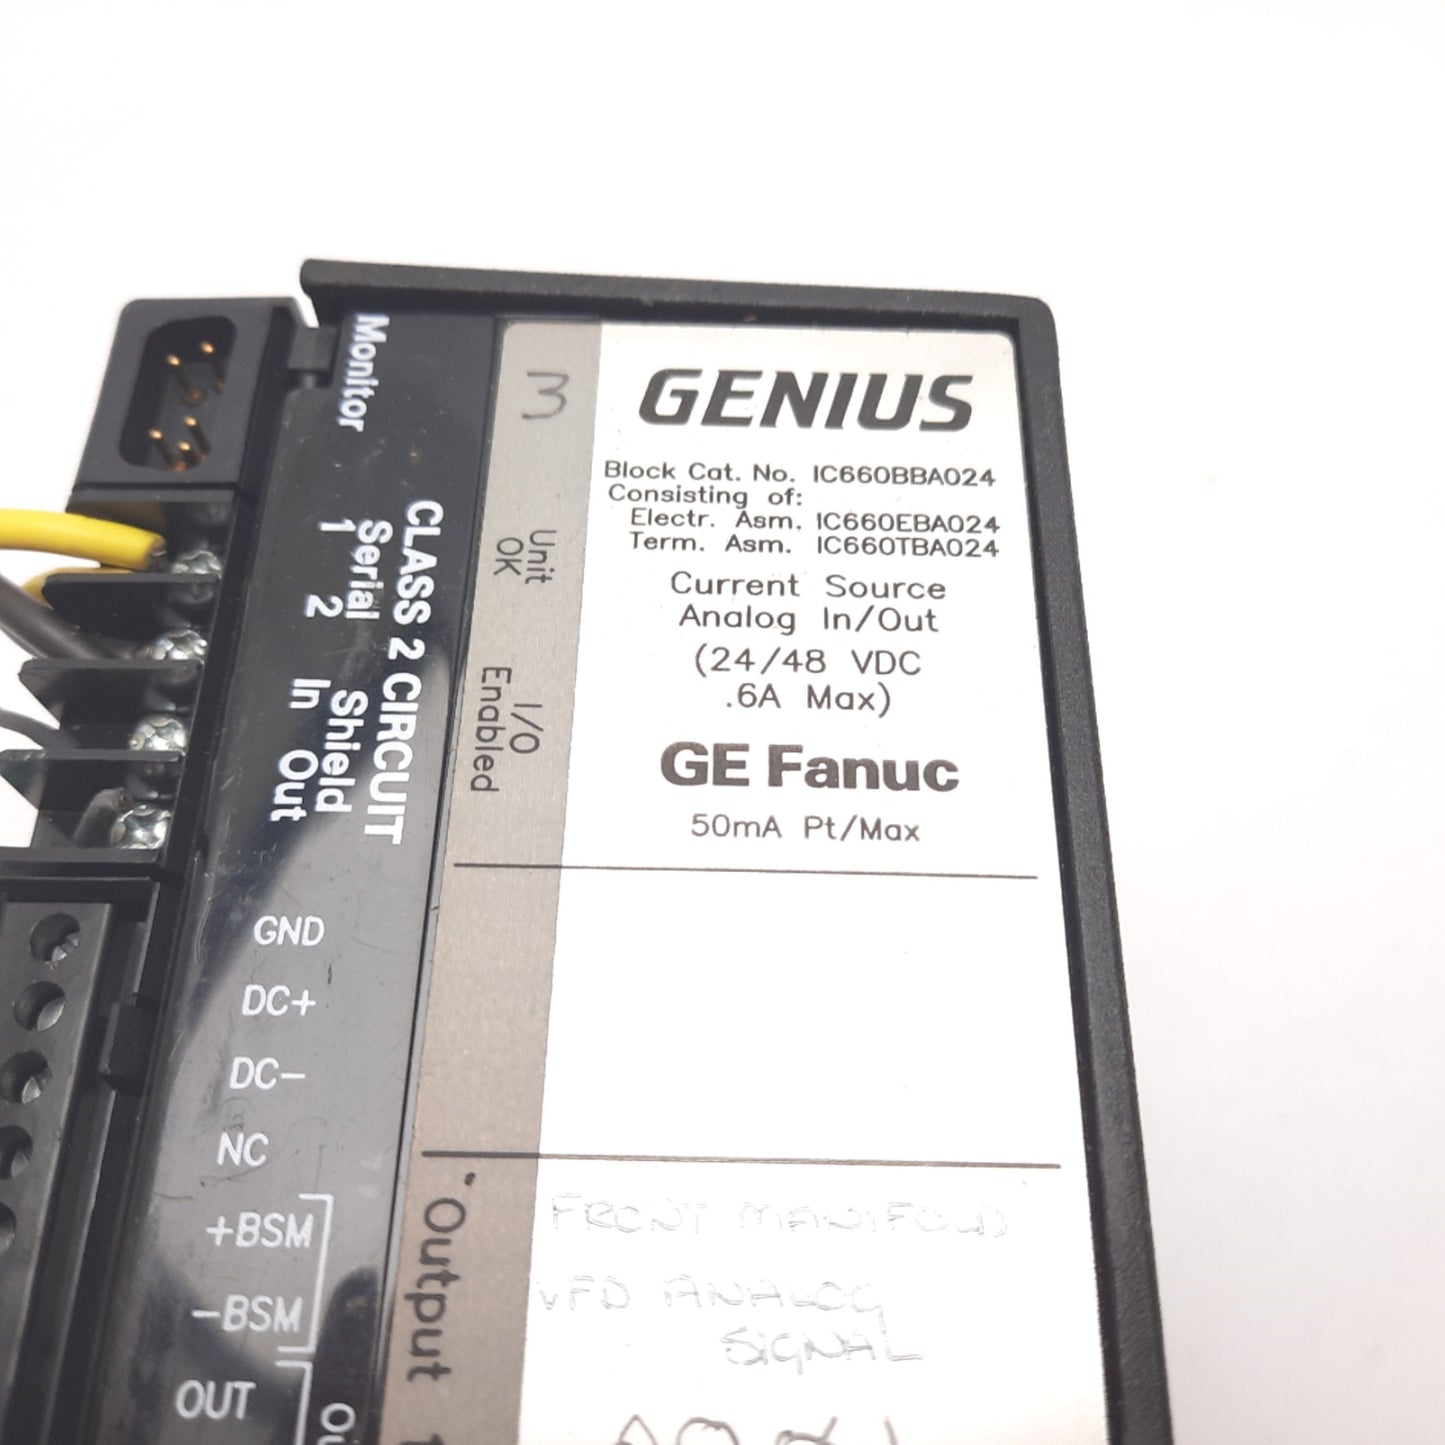 Monitor
CLASS 2 CIRCUIT
Serial
1 2
Shield
In Out
GND
DC+
DC-
NC
+BSM
-BSM
OUT
3
Unit
OK
I/O
Enabled
Output 1
GENIUS
Block Cat. No. IC660BBA024
Consisting of:
Electr. Asm. IC660EBA024
Term. Asm. IC660TBA024
Current Source
Analog In/Out
(24/48 VDC
.6A Max)
GE Fanuc
50mA Pt/Max
FRONT MANIFOLD
VFD ANALOG
SIGNAL